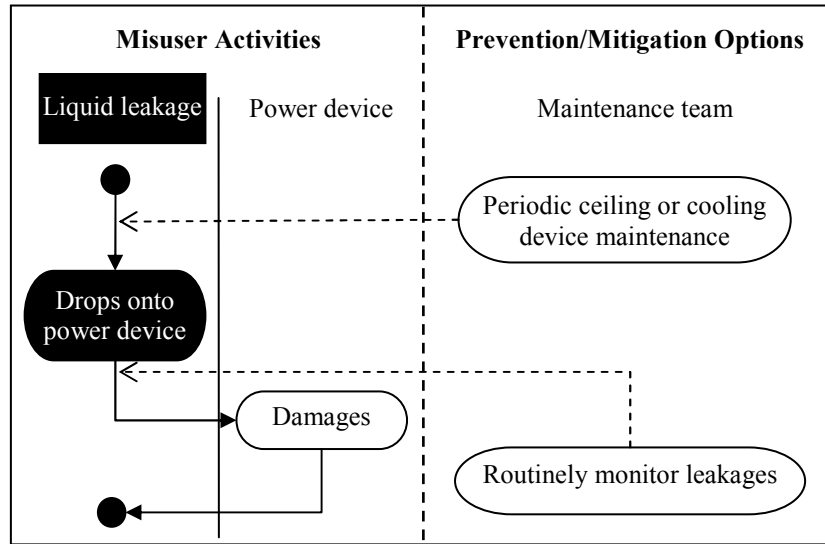 Misuser Activities
Prevention/Mitigation Options
Liquid leakage
Power device
Maintenance team
Periodic ceiling or cooling
device maintenance
Drops onto
power device
Damages
Routinely monitor leakages